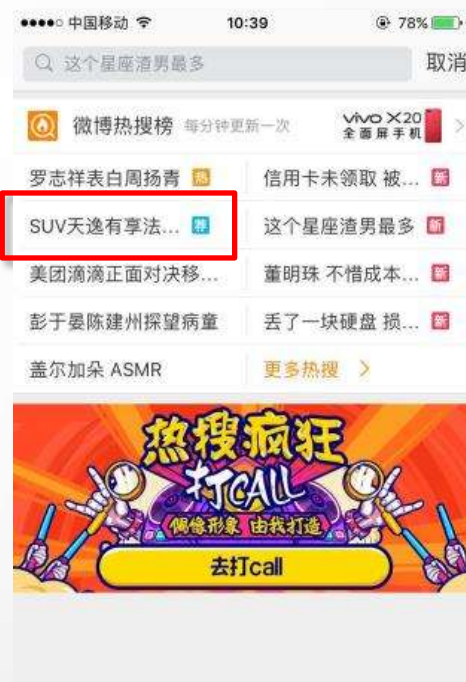 中国移动 10:39 78%
这个星座渣男最多 取消
微博热搜榜 每分钟更新一次 vivo X20
全面屏手机
罗志祥表白周扬青 热 信用卡未领取 被... 新
SUV天逸有享法... 荐 这个星座渣男最多 新
美团滴滴正面对决移... 董明珠 不惜成本... 新
彭于晏陈建州探望病童 丢了一块硬盘 损... 新
盖尔加朵 ASMR 更多热搜
热搜疯狂
打CALL
偶像形象 由我打造
去打call